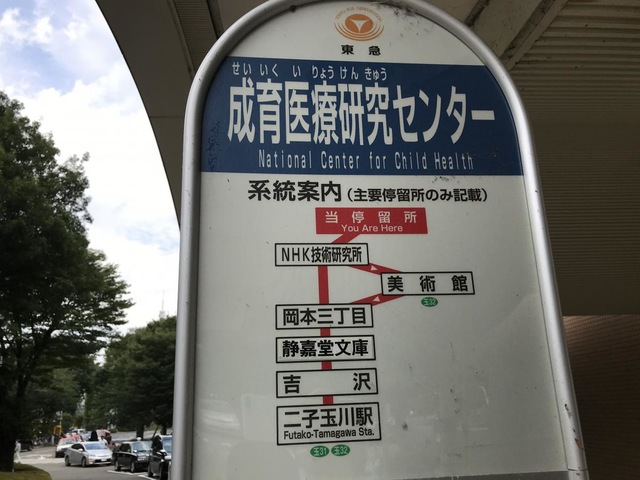 東急
せいいくいりょうけんきゅう
成育医療研究センター
National Center for Child Health
系統案内(主要停留所のみ記載)
当停留所
You Are Here
NHK技術研究所
美術館
玉32
岡本三丁目
静嘉堂文庫
吉沢
二子玉川駅
Futako-Tamagawa Sta.
玉31 玉32